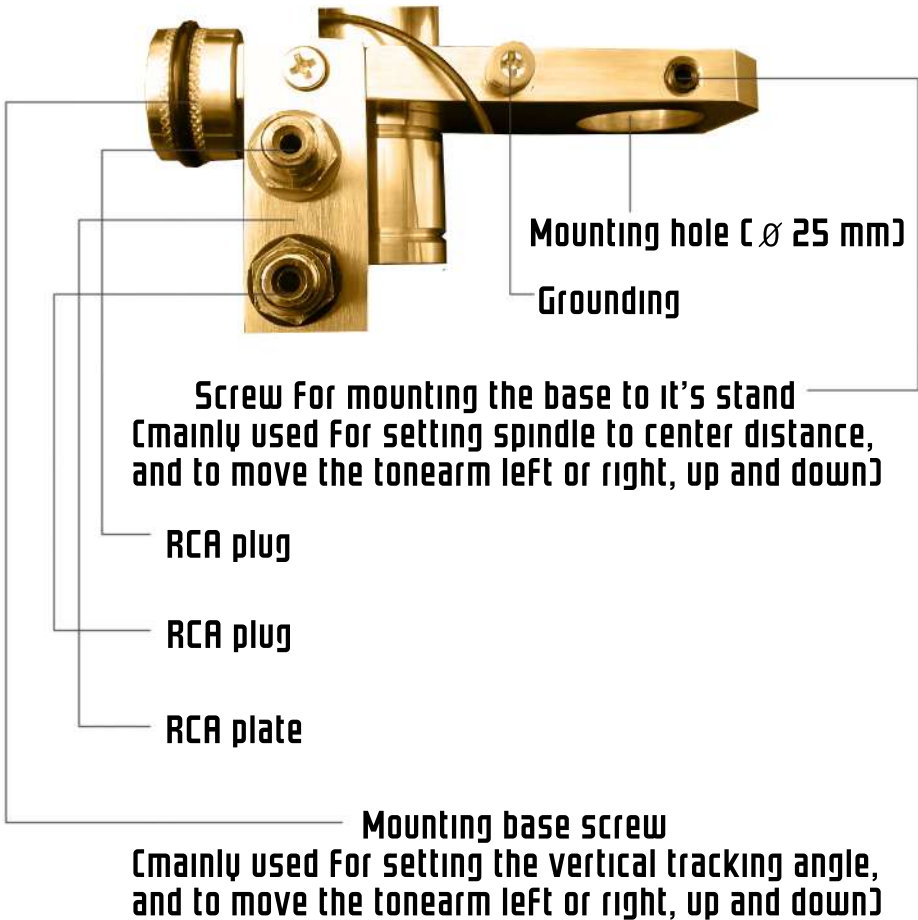 Mounting hole (ø 25 mm)
Grounding
Screw for mounting the base to it's stand
(mainly used for setting spindle to center distance,
and to move the tonearm left or right, up and down)
RCA plug
RCA plug
RCA plate
Mounting base screw
(mainly used for setting the vertical tracking angle,
and to move the tonearm left or right, up and down)